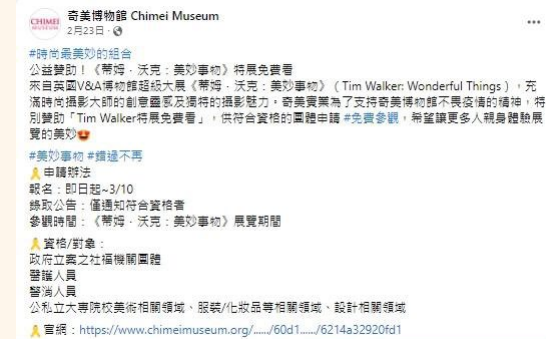 CHIMEI
MUSEUM
奇美博物館 Chimei Museum
2月23日 ·
#時尚最美妙的組合
公益贊助！《蒂姆．沃克：美妙事物》特展免費看
來自英國V&A博物館超級大展《蒂姆．沃克：美妙事物》（Tim Walker: Wonderful Things），充
滿時尚攝影大師的創意靈感及獨特的攝影魅力。奇美實業為了支持奇美博物館不畏疫情的精神，特
別贊助「Tim Walker特展免費看」，供符合資格的團體申請 #免費參觀，希望讓更多人親身體驗展
覽的美妙😍
#美妙事物 #錯過不再
🎗️申請辦法
報名：即日起~3/10
錄取公告：僅通知符合資格者
參觀時間：《蒂姆．沃克：美妙事物》展覽期間
🎗️資格/對象：
政府立案之社福機關團體
醫護人員
警消人員
公私立大專院校美術相關領域、服裝/化妝品等相關領域、設計相關領域
🎗️官網：https://www.chimeimuseum.org/....../60d1....../6214a32920fd1